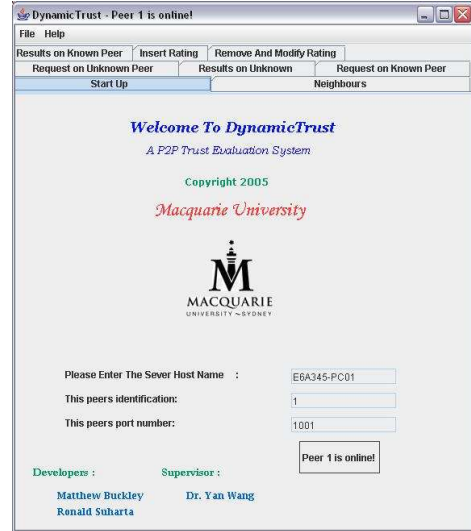 DynamicTrust - Peer 1 is online!
File Help
Results on Known Peer Insert Rating Remove And Modify Rating
Request on Unknown Peer Results on Unknown Request on Known Peer
Start Up Neighbours
Welcome To DynamicTrust
A P2P Trust Evaluation System
Copyright 2005
Macquarie University
MACQUARIE
UNIVERSITY ~ SYDNEY
Please Enter The Sever Host Name : E6A345-PC01
This peers identification: 1
This peers port number: 1001
Peer 1 is online!
Developers : Supervisor :
Matthew Buckley Dr. Yan Wang
Ronald Suharta